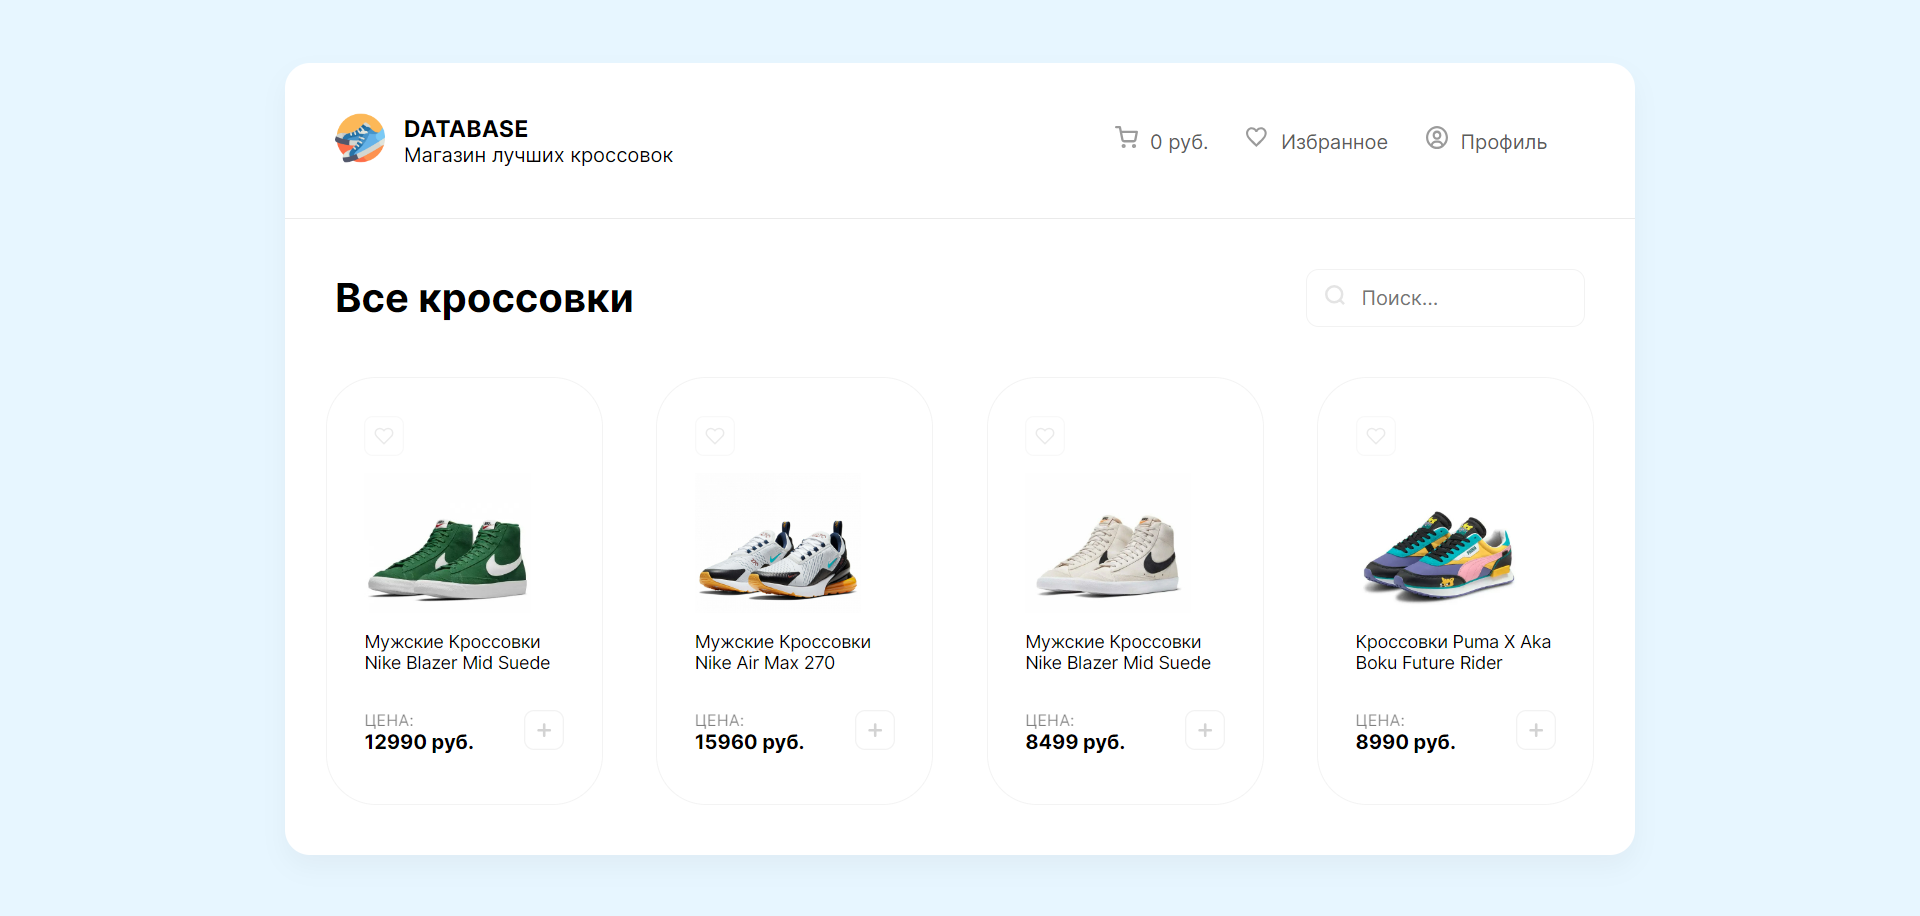 DATABASE
Магазин лучших кроссовок
0 руб.
Избранное
Профиль
Все кроссовки
Поиск...
Мужские Кроссовки
Nike Blazer Mid Suede
ЦЕНА:
12990 руб.
Мужские Кроссовки
Nike Air Max 270
ЦЕНА:
15960 руб.
Мужские Кроссовки
Nike Blazer Mid Suede
ЦЕНА:
8499 руб.
Кроссовки Puma X Aka
Boku Future Rider
ЦЕНА:
8990 руб.